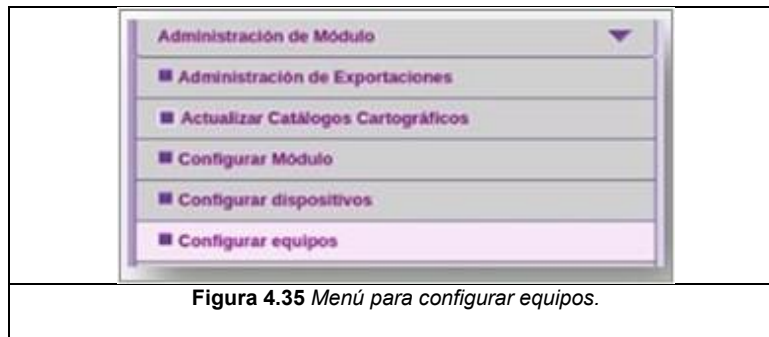 Administración de Módulo
Administración de Exportaciones
Actualizar Catálogos Cartográficos
Configurar Módulo
Configurar dispositivos
Configurar equipos
Figura 4.35 Menú para configurar equipos.